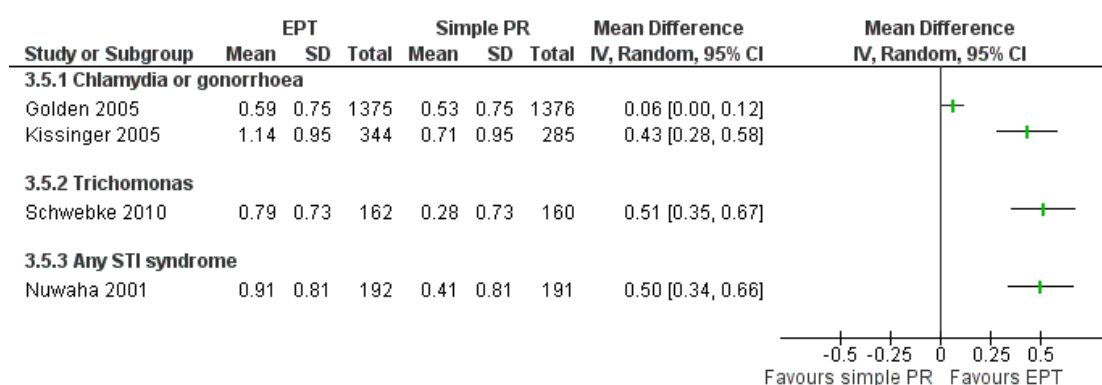 EPT Simple PR Mean Difference Mean Difference
Study or Subgroup Mean SD Total Mean SD Total IV, Random, 95% CI IV, Random, 95% CI
3.5.1 Chlamydia or gonorrhoea
Golden 2005 0.59 0.75 1375 0.53 0.75 1376 0.06 [0.00, 0.12]
Kissinger 2005 1.14 0.95 344 0.71 0.95 285 0.43 [0.28, 0.58]
3.5.2 Trichomonas
Schwebke 2010 0.79 0.73 162 0.28 0.73 160 0.51 [0.35, 0.67]
3.5.3 Any STI syndrome
Nuwaha 2001 0.91 0.81 192 0.41 0.81 191 0.50 [0.34, 0.66]
-0.5 -0.25 0 0.25 0.5
Favours simple PR Favours EPT